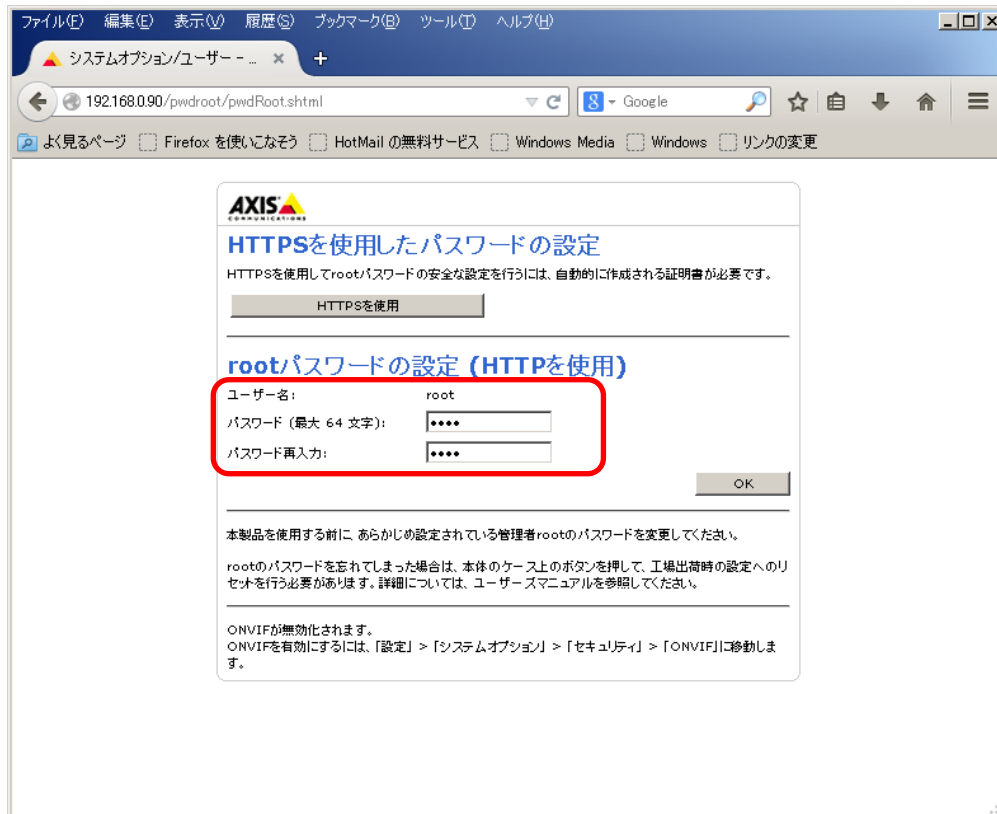 ファイル(F) 編集(E) 表示(V) 履歴(S) ブックマーク(B) ツール(T) ヘルプ(H)
システムオプション/ユーザー - ...
192.168.0.90/pwdroot/pwdRoot.shtml
Google
よく見るページ Firefox を使いこなそう HotMail の無料サービス Windows Media Windows リンクの変更
AXIS
COMMUNICATIONS
HTTPSを使用したパスワードの設定
HTTPSを使用してrootパスワードの安全な設定を行うには、自動的に作成される証明書が必要です。
HTTPSを使用
rootパスワードの設定 (HTTPを使用)
ユーザー名: root
パスワード (最大 64 文字): ••••
パスワード再入力: ••••
OK
本製品を使用する前に、あらかじめ設定されている管理者rootのパスワードを変更してください。
rootのパスワードを忘れてしまった場合は、本体のケース上のボタンを押して、工場出荷時の設定へのリ
セットを行う必要があります。詳細については、ユーザーズマニュアルを参照してください。
ONVIFが無効化されます。
ONVIFを有効にするには、「設定」 > 「システムオプション」 > 「セキュリティ」 > 「ONVIF」に移動しま
す。